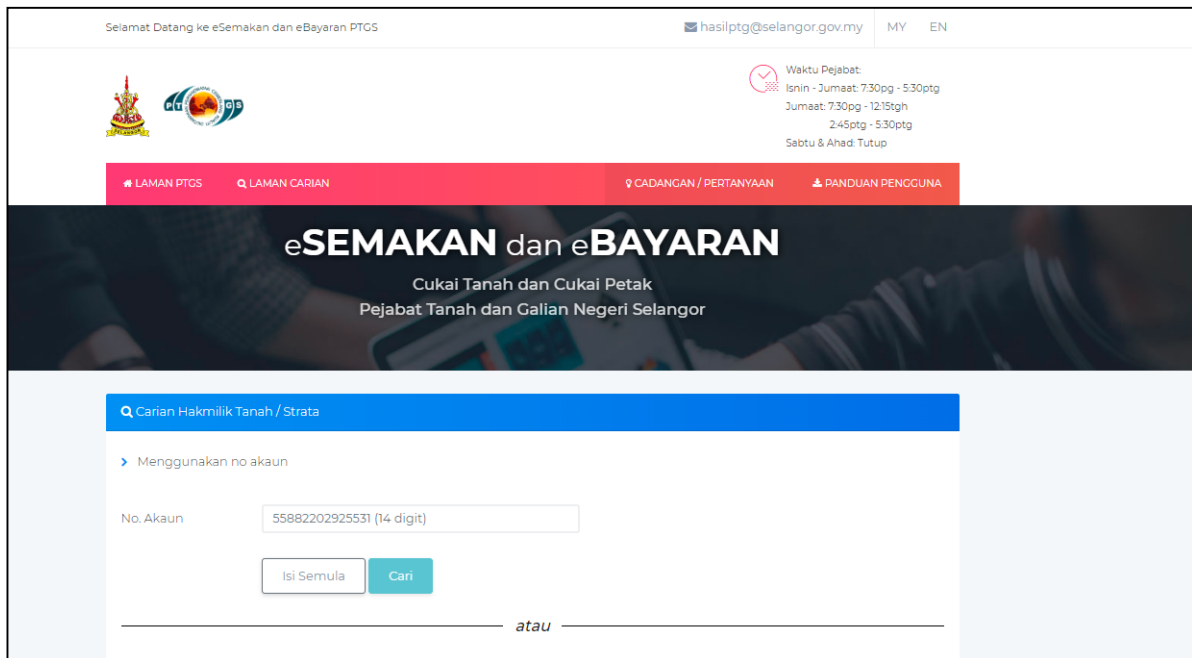 Selamat Datang ke eSemakan dan eBayaran PTGS
hasilptg@selangor.gov.my MY EN
SELANGOR
PTGS
Waktu Pejabat:
Isnin - Jumaat: 7:30pg - 5:30ptg
Jumaat: 7:30pg - 12:15tgh
2:45ptg - 5:30ptg
Sabtu & Ahad: Tutup
LAMAN PTGS LAMAN CARIAN CADANGAN / PERTANYAAN PANDUAN PENGGUNA
eSEMAKAN dan eBAYARAN
Cukai Tanah dan Cukai Petak
Pejabat Tanah dan Galian Negeri Selangor
Carian Hakmilik Tanah / Strata
Menggunakan no akaun
No. Akaun 55882202925531 (14 digit)
Isi Semula Cari
atau